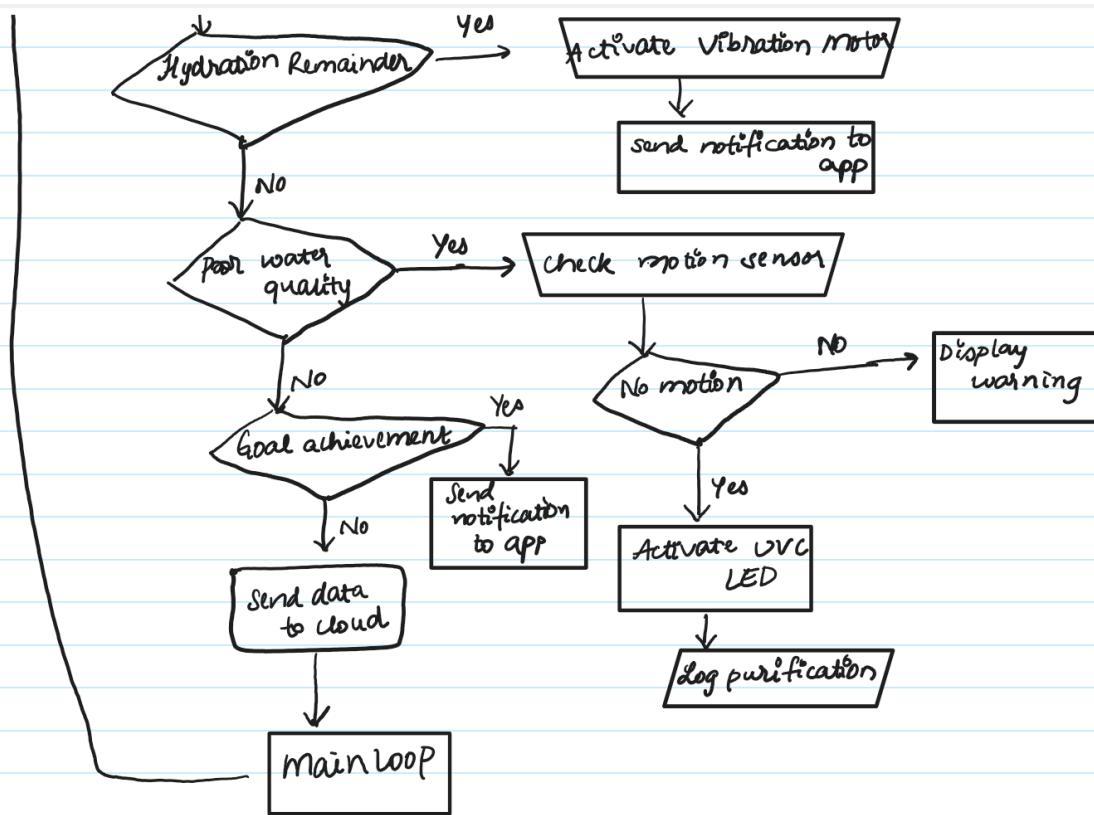 Yes
Hydration Remainder
Activate Vibration Motor
send notification to
app
No
Poor water
quality
Yes
check motion sensor
No motion
NO
Display
warning
No
Goal achievement
Yes
Send
notification
to app
Yes
Activate UVC
LED
No
Send data
to cloud
Log purification
main loop